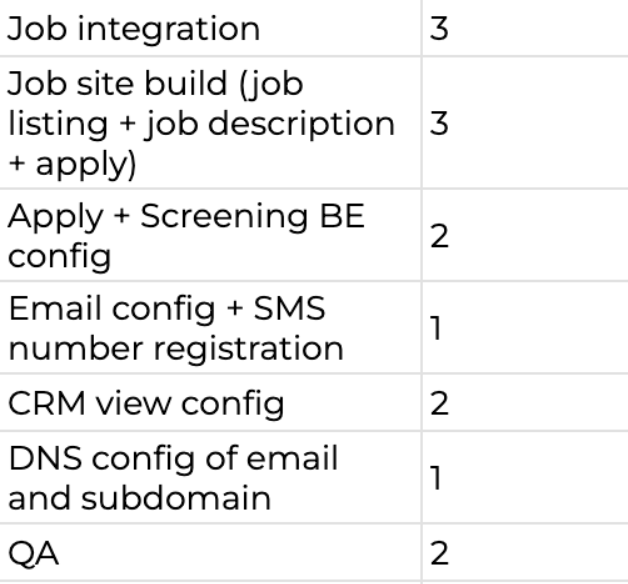 Job integration 3
Job site build (job
listing + job description 3
+ apply)
Apply + Screening BE
config 2
Email config + SMS
number registration 1
CRM view config 2
DNS config of email
and subdomain 1
QA 2